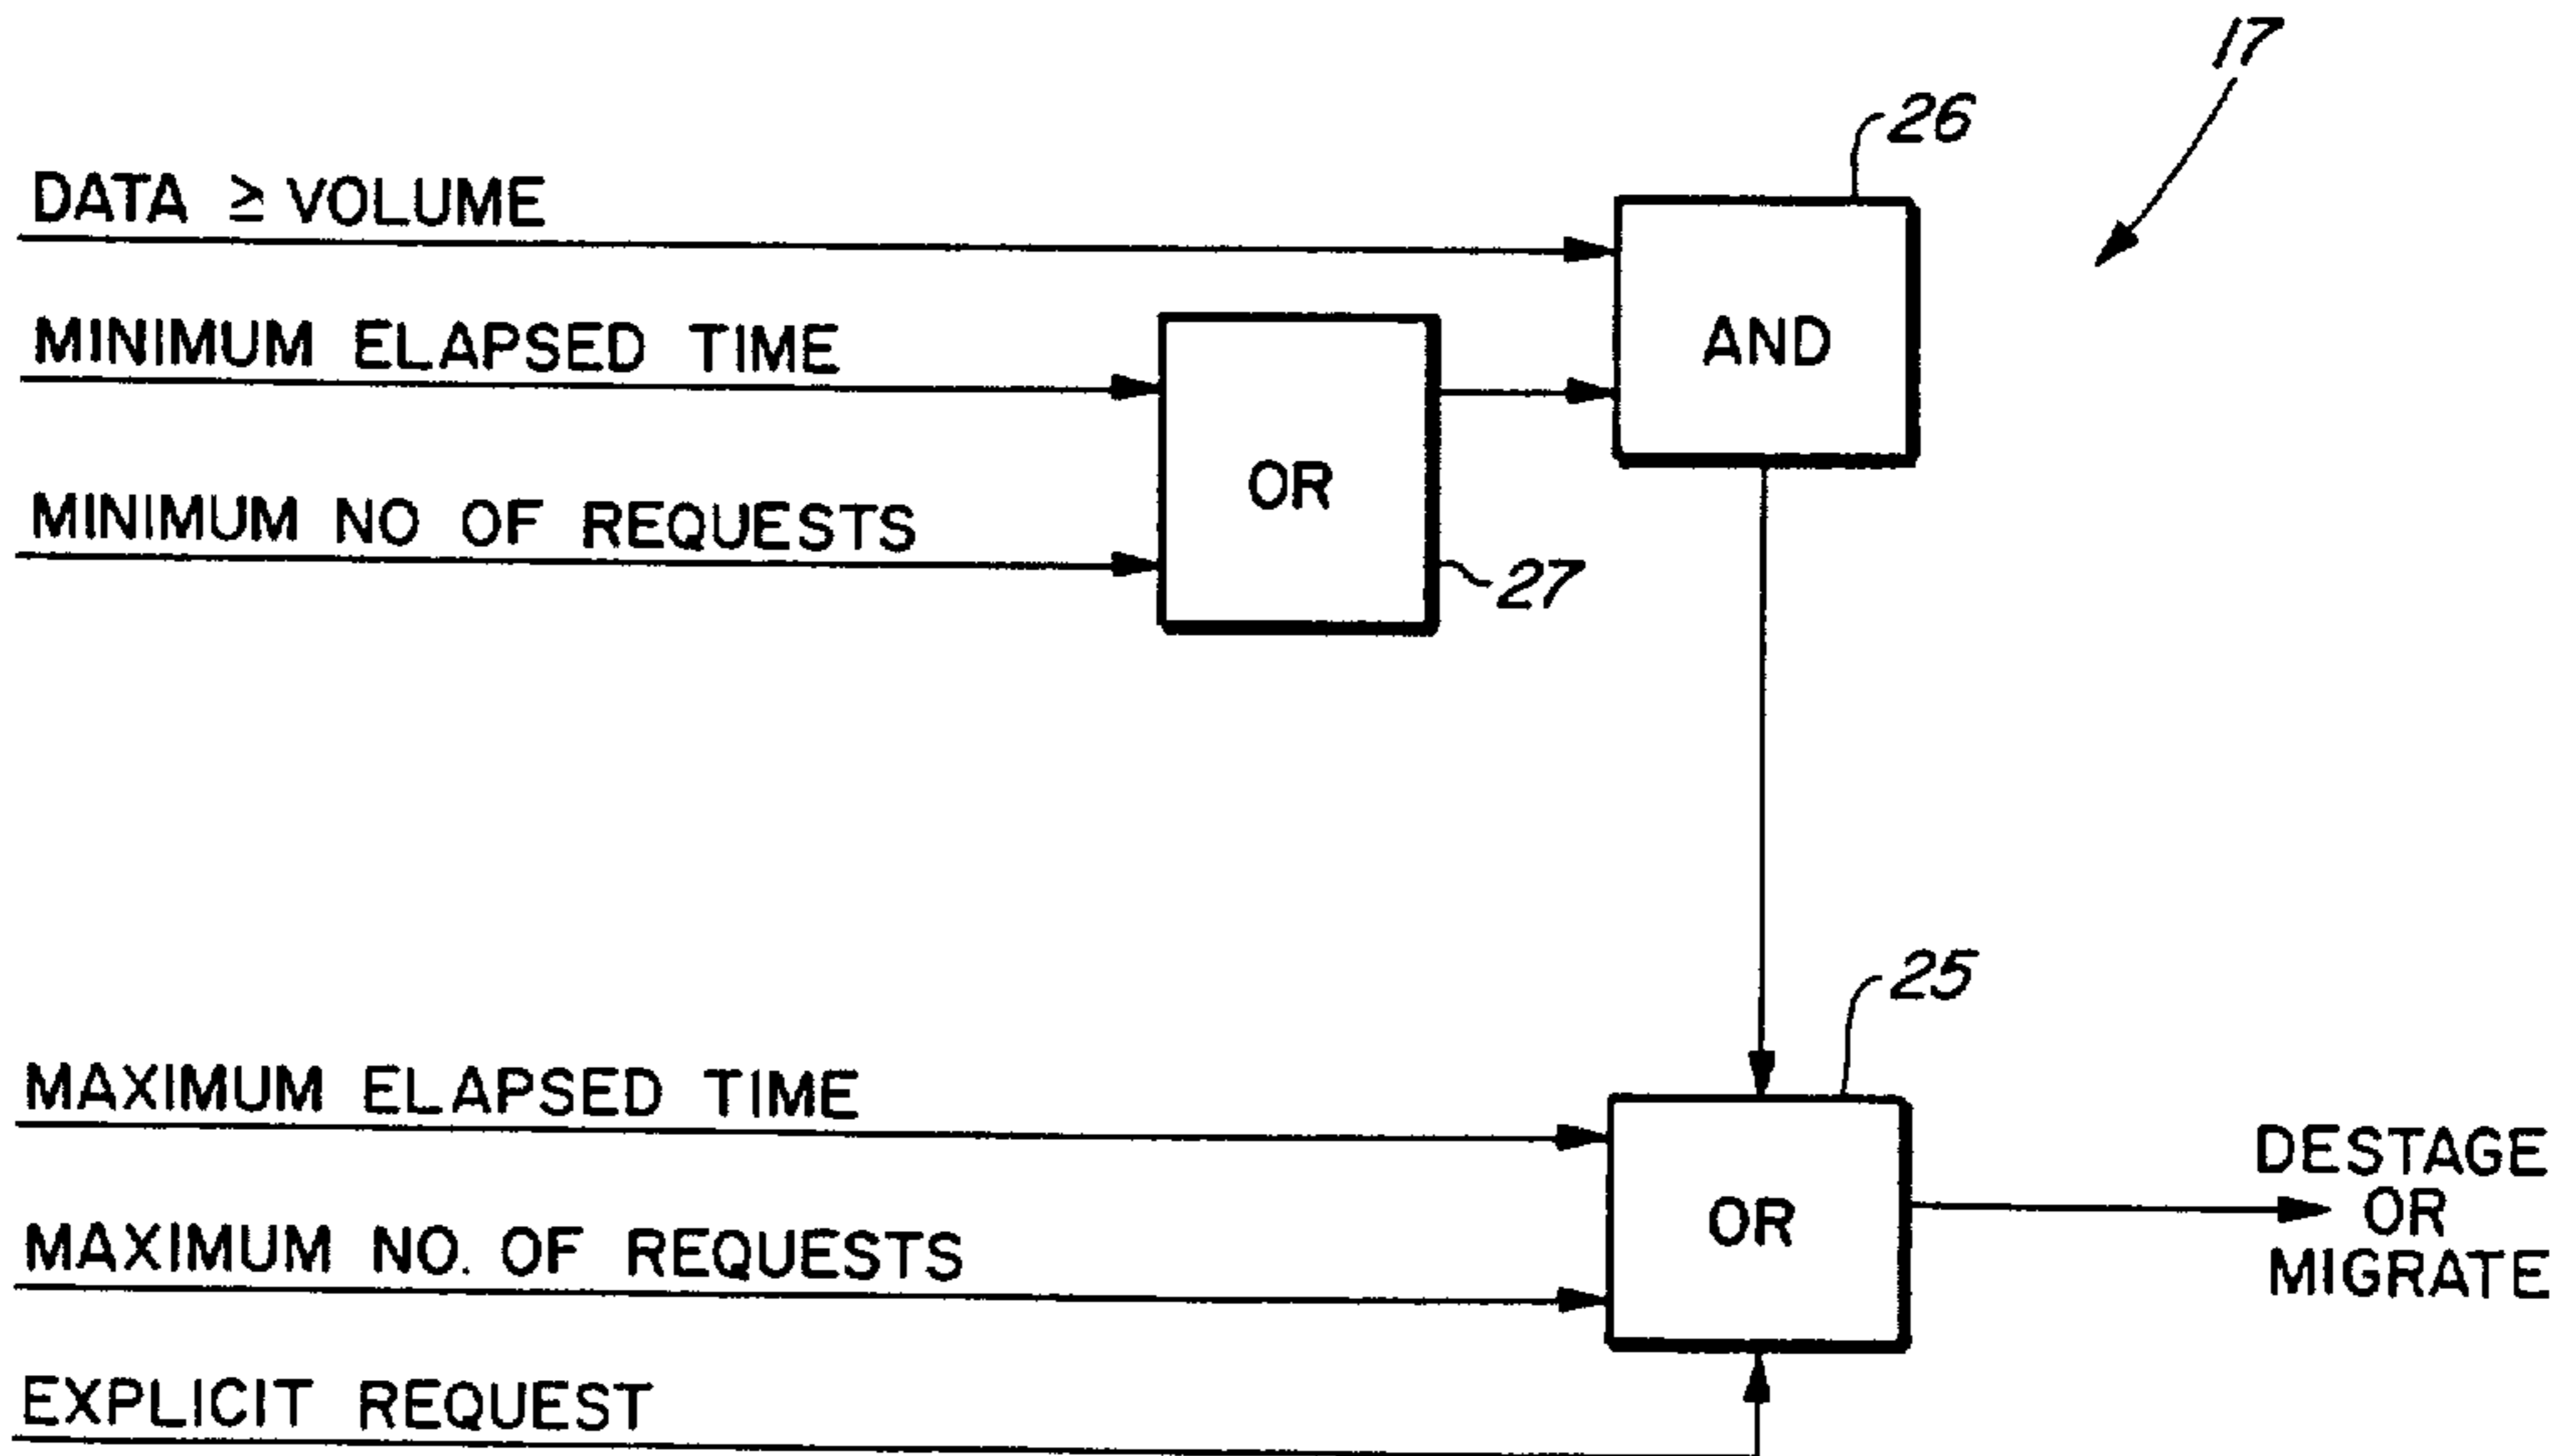 17
26
DATA ≥ VOLUME
AND
MINIMUM ELAPSED TIME
OR
MINIMUM NO OF REQUESTS
27
25
MAXIMUM ELAPSED TIME
OR
DESTAGE
OR
MIGRATE
MAXIMUM NO. OF REQUESTS
EXPLICIT REQUEST